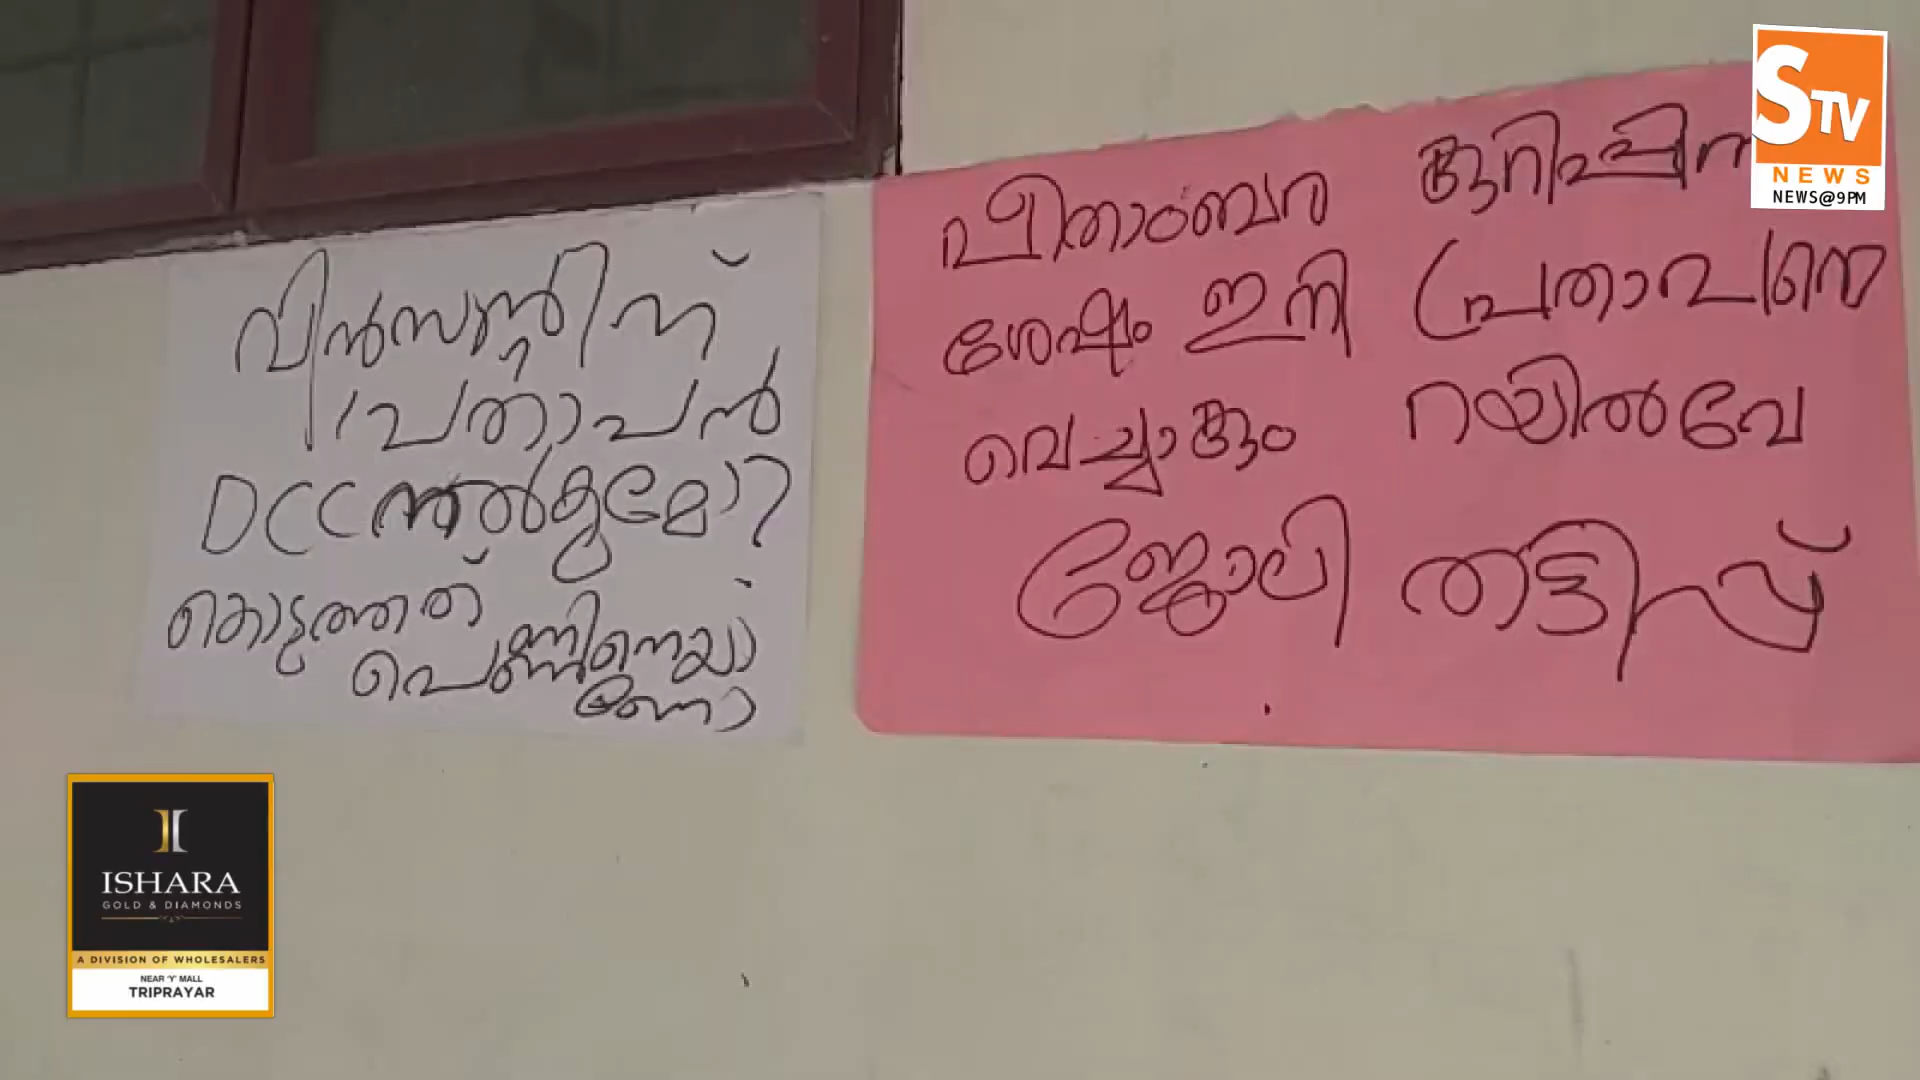 വിൻസന്റിന്
പ്രതാപൻ
DCC നൽകുമോ?
കൊടുത്തത്
പെണ്ണിനെയാ
ണോ
പീതാംബര കുറിപ്പിന
ശേഷം ഇനി പ്രതാപനെ
വെച്ചാകും റയിൽവേ
ജോലി തട്ടിപ്പ്
STV
NEWS
NEWS@9PM
ISHARA
GOLD & DIAMONDS
A DIVISION OF WHOLESALERS
NEAR 'Y' MALL
TRIPRAYAR